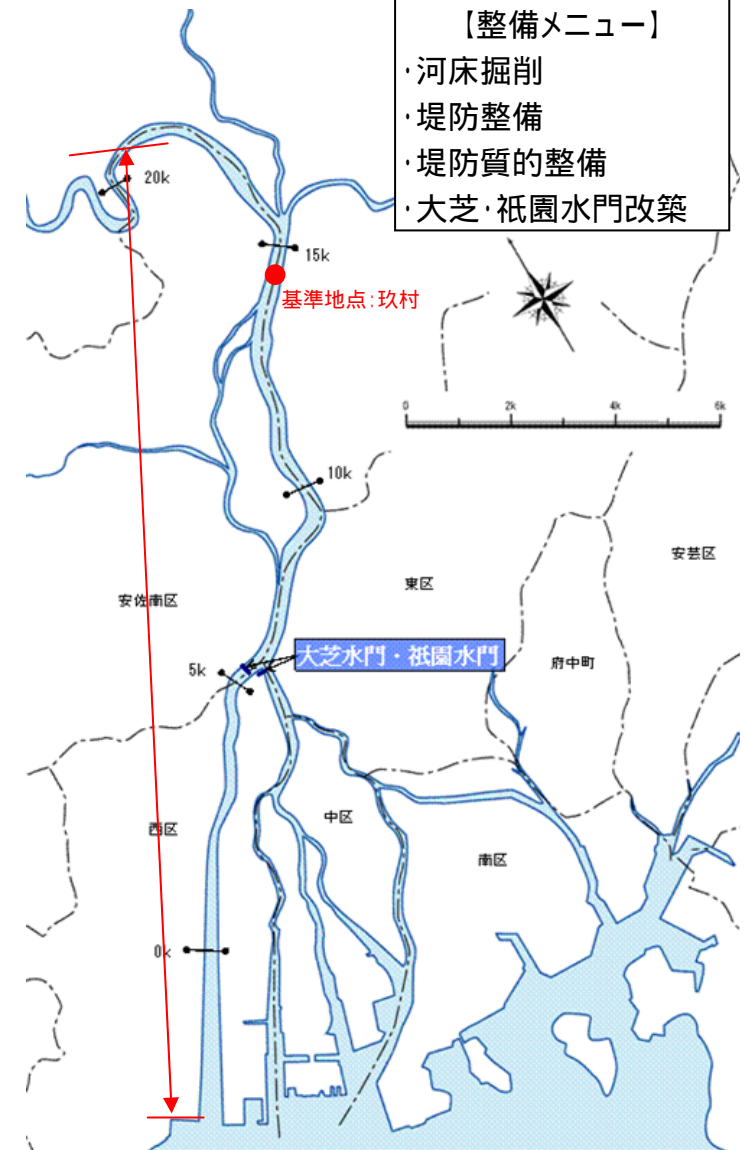 【整備メニュー】
・河床掘削
・堤防整備
・堤防質的整備
・大芝・祇園水門改築
20k
15k
基準地点：玖村
0 2k 4k 6k
10k
安芸区
東区
安佐南区
大芝水門・祇園水門
府中町
5k
中区
西区
南区
0k